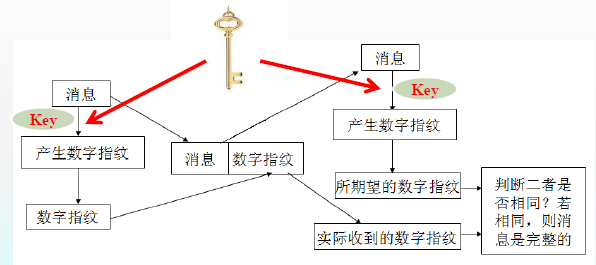 消息
Key
产生数字指纹
数字指纹
消息
数字指纹
消息
Key
产生数字指纹
所期望的数字指纹
实际收到的数字指纹
判断二者是
否相同？若
相同，则消
息是完整的